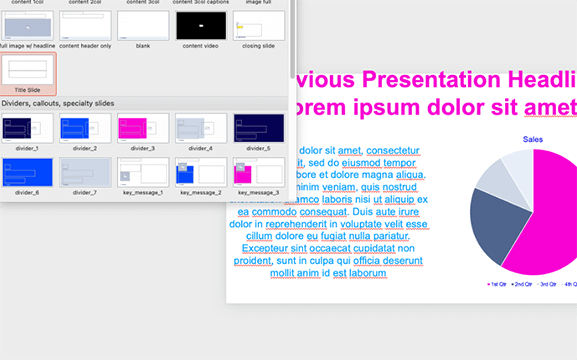 content 1col
content 2col
content 3col
content 3col captions
image full
full image w/ headline
content header only
blank
content video
closing slide
Title Slide
Dividers, callouts, specialty slides
divider_1
divider_2
divider_3
divider_4
divider_5
divider_6
divider_7
key_message_1
key_message_2
key_message_3
vious Presentation Headli
orem ipsum dolor sit amet
dolor sit amet, consectetur
it, sed do eiusmod tempor
bore et dolore magna aliqua.
minim veniam, quis nostrud
amco laboris nisi ut aliquip ex
ea commodo consequat. Duis aute irure
dolor in reprehenderit in voluptate velit esse
cillum dolore eu fugiat nulla pariatur.
Excepteur sint occaecat cupidatat non
proident, sunt in culpa qui officia deserunt
mollit anim id est laborum
Sales
1st Qtr
2nd Qtr
3rd Qtr
4th Q